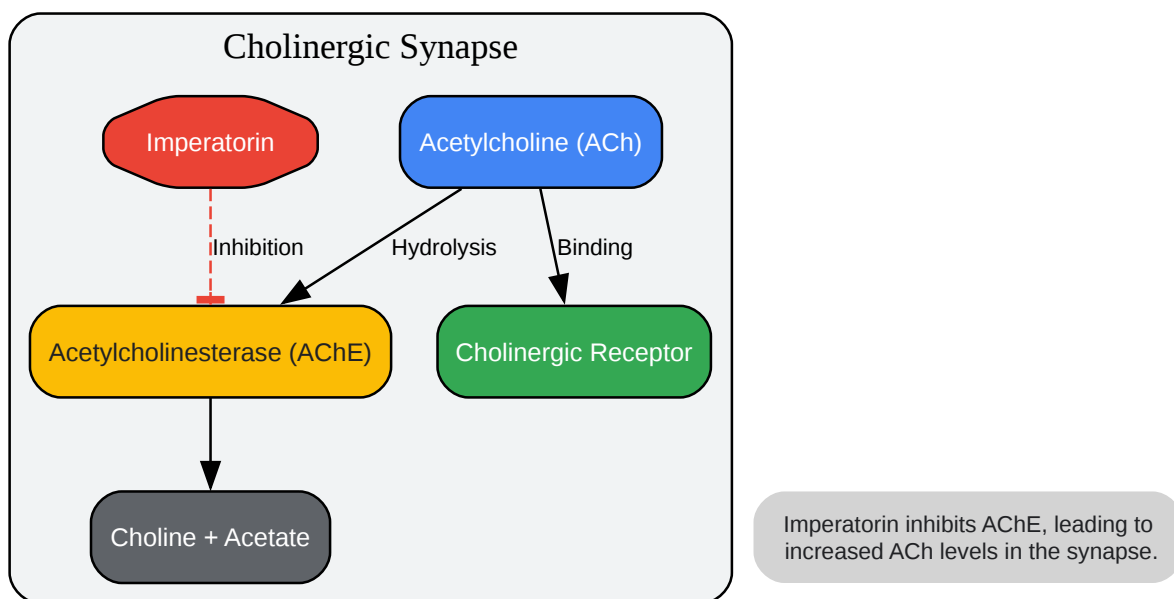 Cholinergic Synapse
Imperatorin
Acetylcholine (ACh)
Inhibition
Hydrolysis
Binding
Acetylcholinesterase (AChE)
Cholinergic Receptor
Choline + Acetate
Imperatorin inhibits AChE, leading to
increased ACh levels in the synapse.